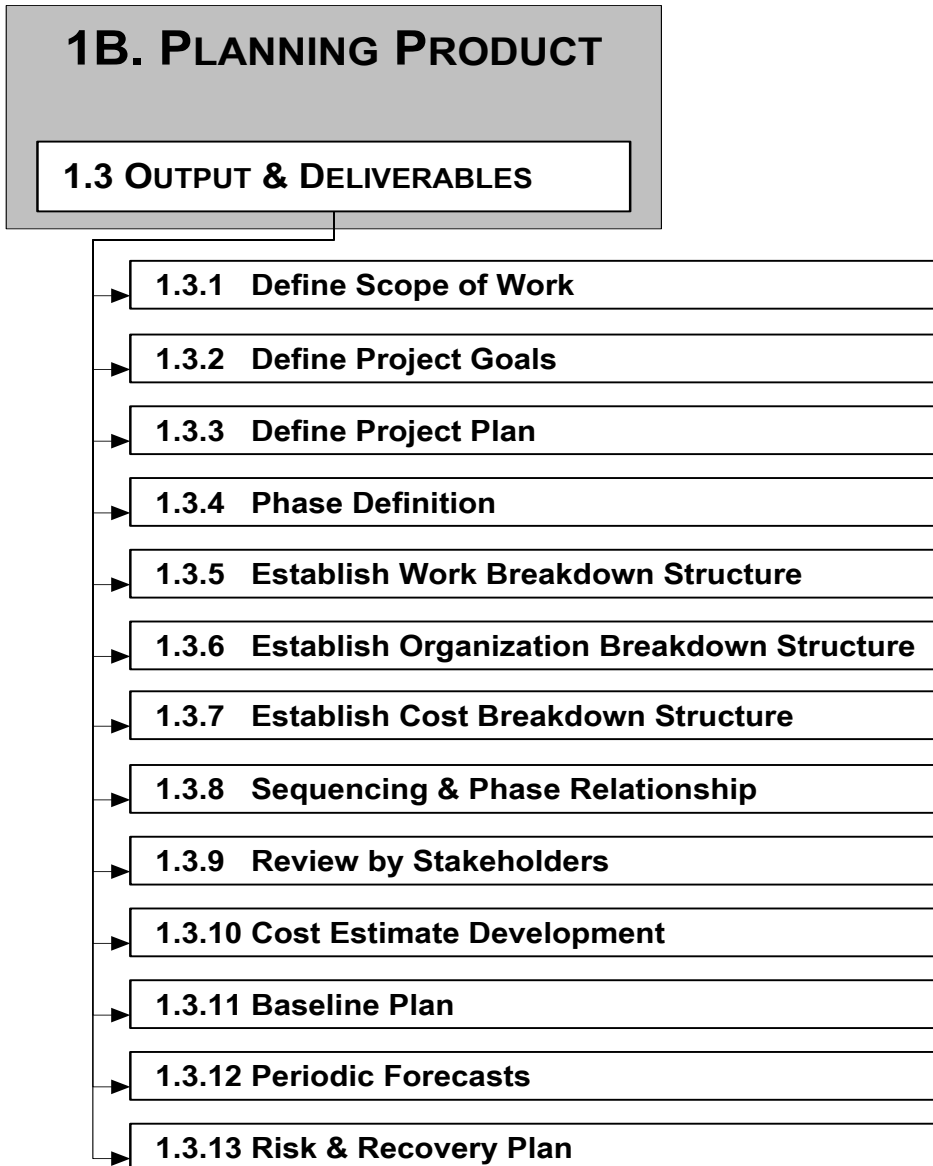 1B. PLANNING PRODUCT
1.3 OUTPUT & DELIVERABLES
1.3.1 Define Scope of Work
1.3.2 Define Project Goals
1.3.3 Define Project Plan
1.3.4 Phase Definition
1.3.5 Establish Work Breakdown Structure
1.3.6 Establish Organization Breakdown Structure
1.3.7 Establish Cost Breakdown Structure
1.3.8 Sequencing & Phase Relationship
1.3.9 Review by Stakeholders
1.3.10 Cost Estimate Development
1.3.11 Baseline Plan
1.3.12 Periodic Forecasts
1.3.13 Risk & Recovery Plan